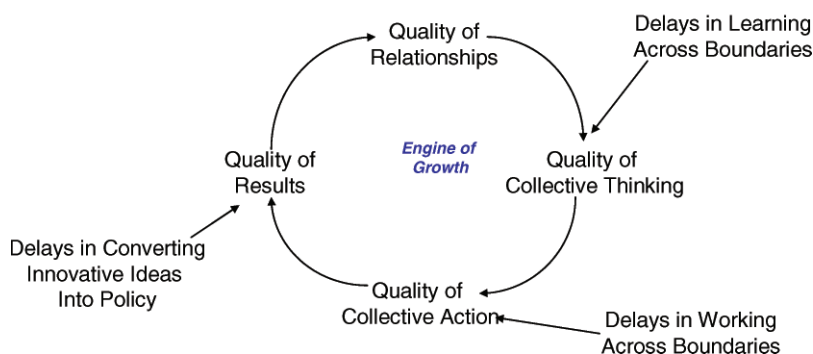 Quality of
Relationships
Delays in Learning
Across Boundaries
Engine of
Growth
Quality of
Results
Quality of
Collective Thinking
Delays in Converting
Innovative Ideas
Into Policy
Quality of
Collective Action
Delays in Working
Across Boundaries